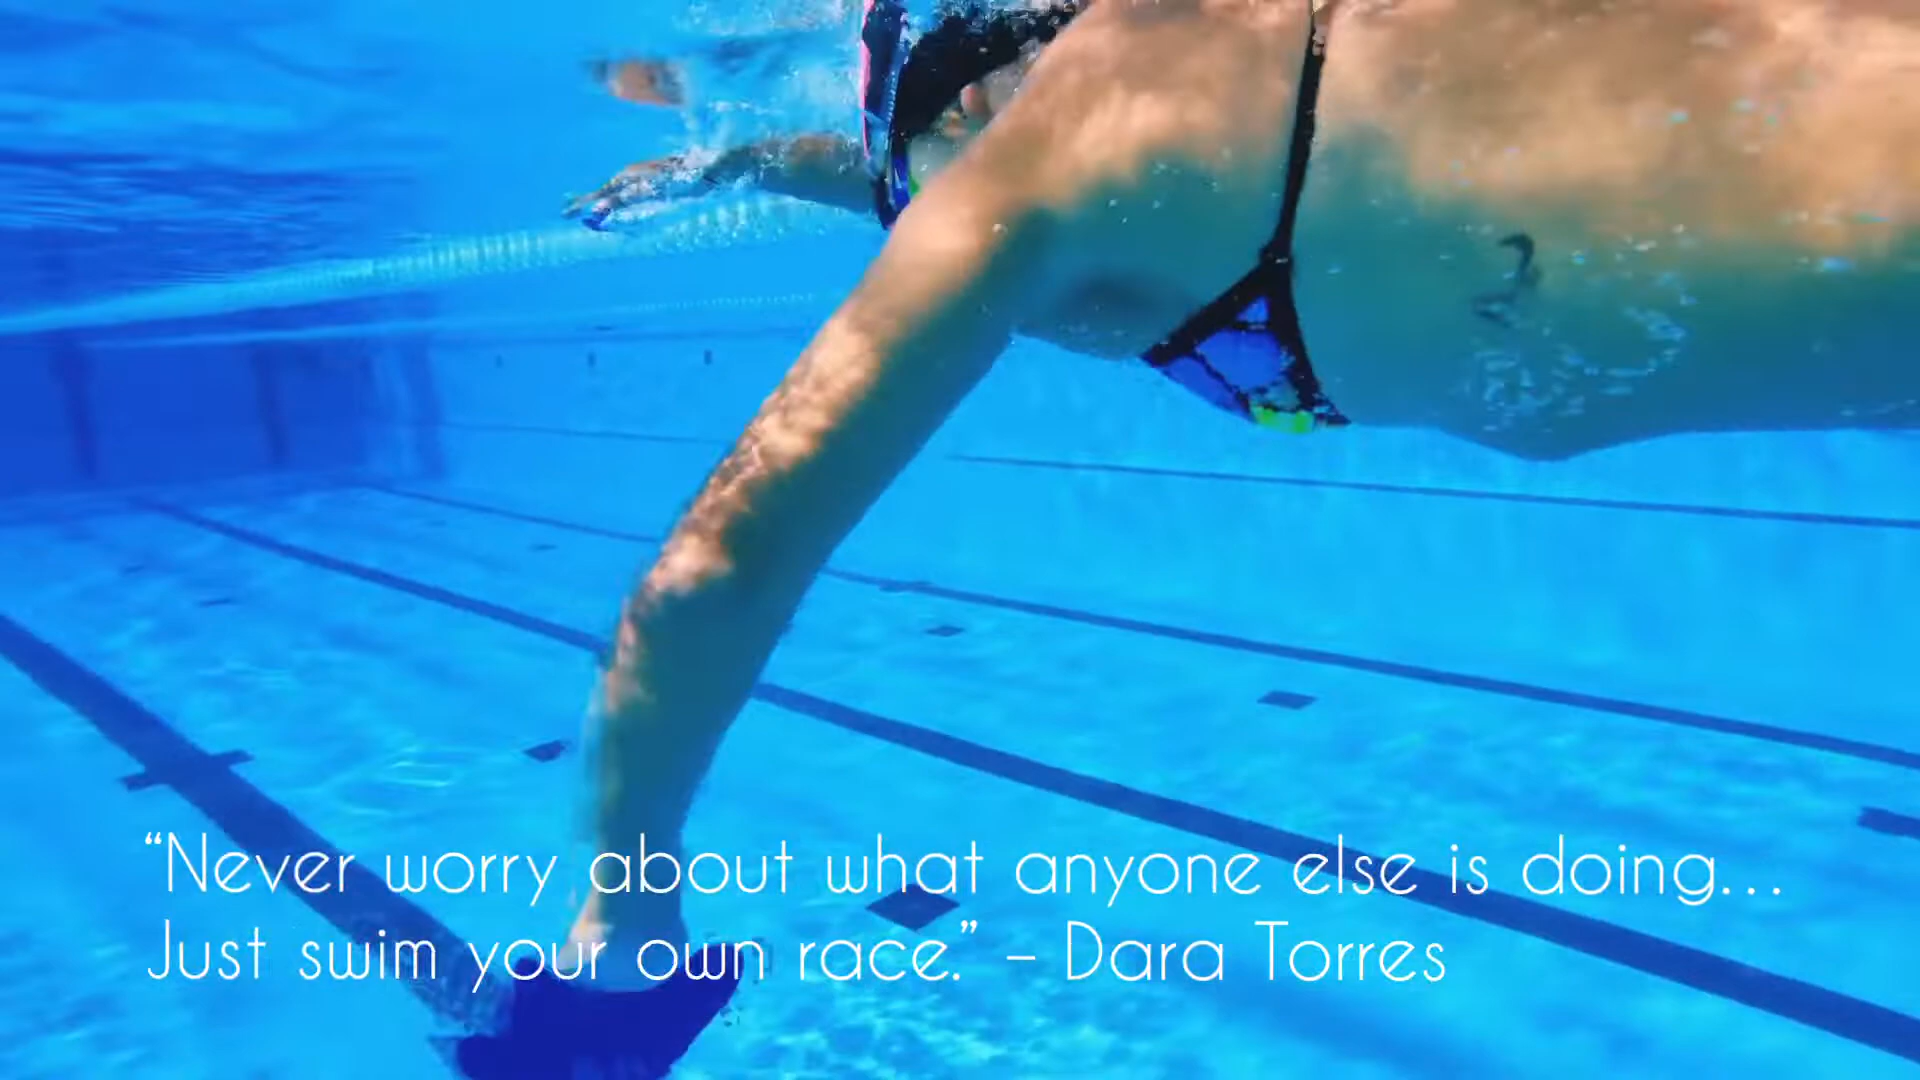 “Never worry about what anyone else is doing...
Just swim your own race.” – Dara Torres